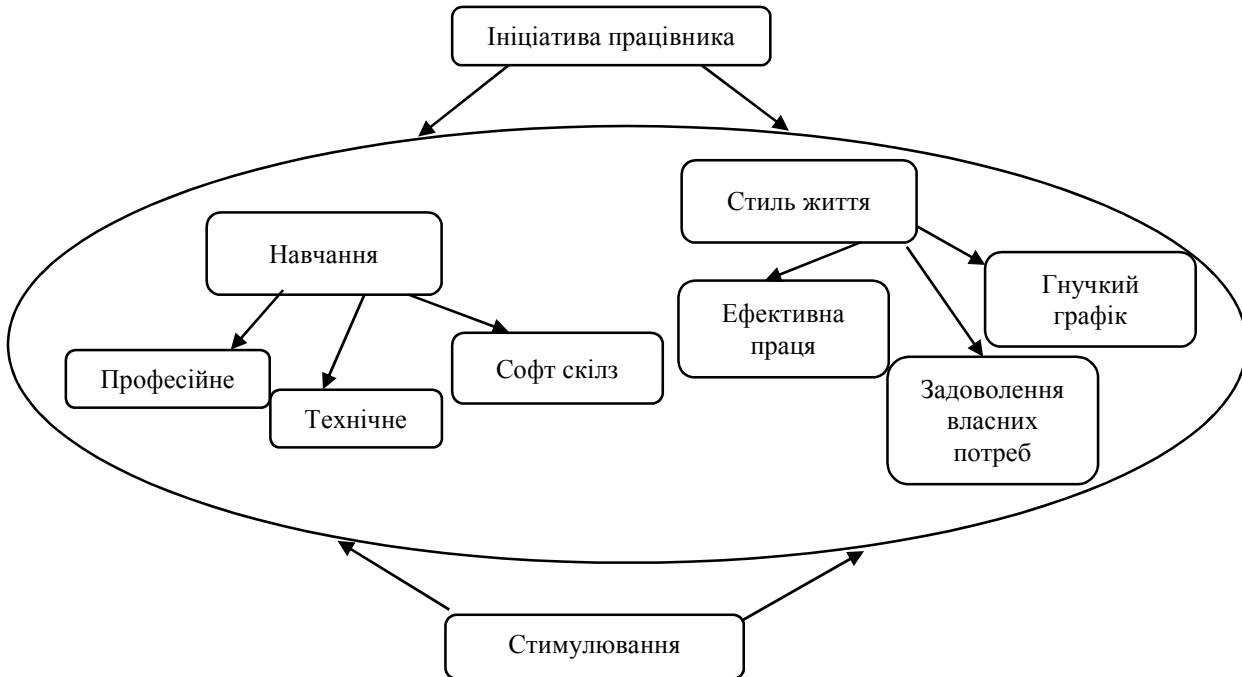 Ініціатива працівника
Стиль життя
Навчання
Гнучкий
графік
Ефективна
праця
Софт скілз
Професійне
Технічне
Задоволення
власних
потреб
Стимулювання